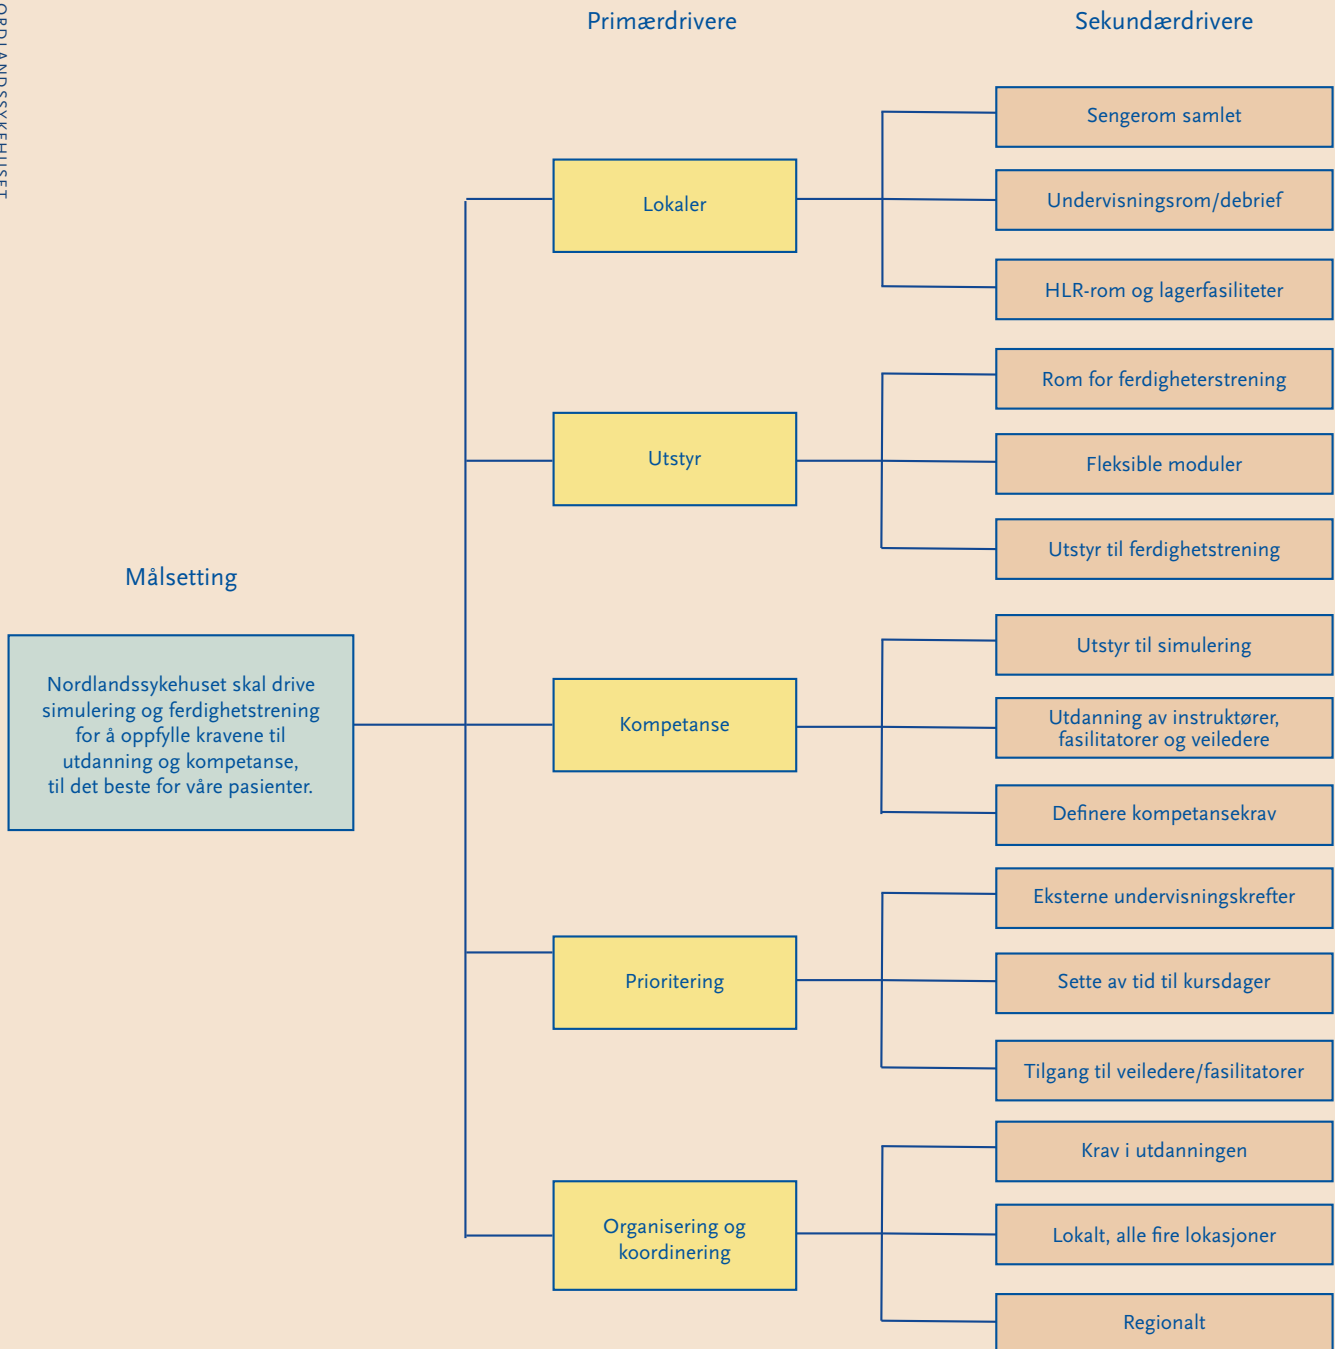 ORDLANDSSYKEHUSET
Primærdrivere
Sekundærdrivere
Målsetting
Nordlandssykehuset skal drive
simulering og ferdighetstrening
for å oppfylle kravene til
utdanning og kompetanse,
til det beste for våre pasienter.
Lokaler
Sengerom samlet
Undervisningsrom/debrief
HLR-rom og lagerfasiliteter
Utstyr
Rom for ferdigheterstrening
Fleksible moduler
Utstyr til ferdighetstrening
Kompetanse
Utstyr til simulering
Utdanning av instruktører,
fasilitatorer og veiledere
Definere kompetansekrav
Prioritering
Eksterne undervisningskrefter
Sette av tid til kursdager
Tilgang til veiledere/fasilitatorer
Organisering og
koordinering
Krav i utdanningen
Lokalt, alle fire lokasjoner
Regionalt